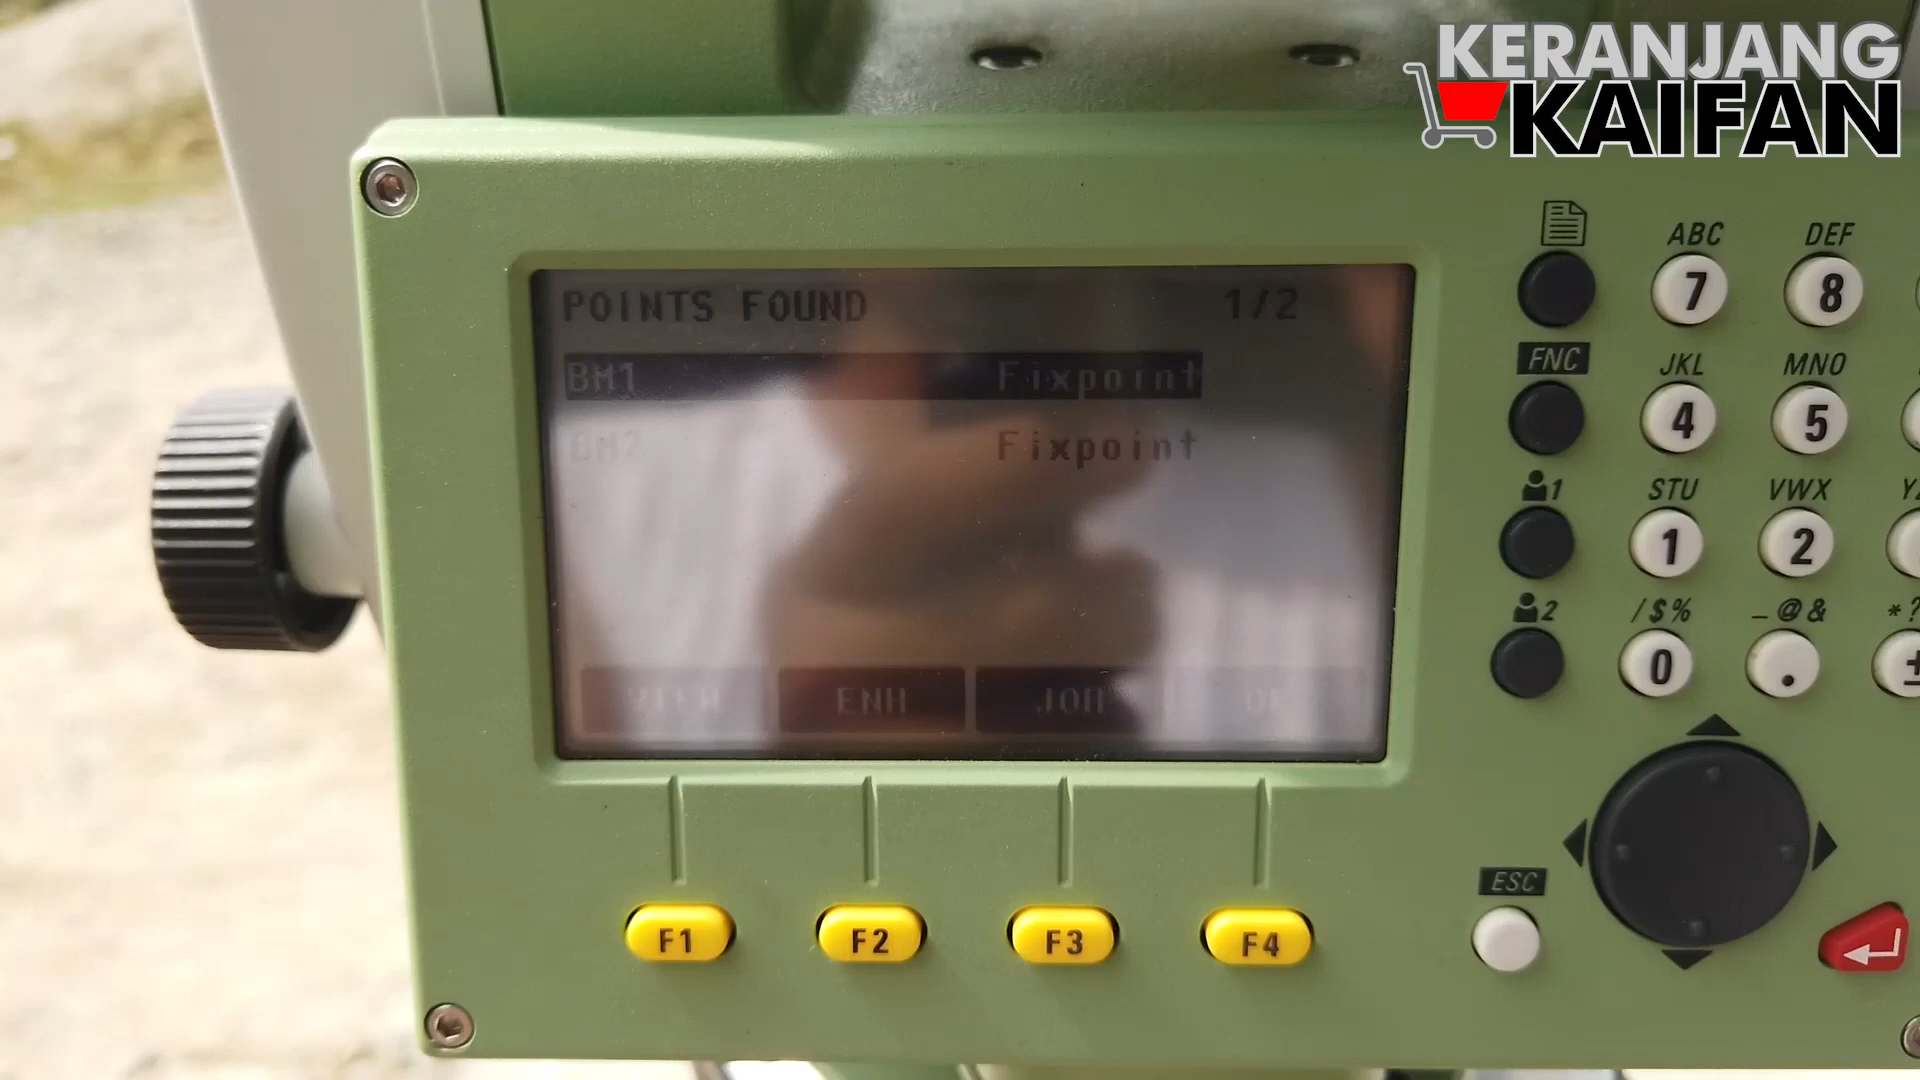 KERANJANG
KAIFAN
POINTS FOUND 1/2
BM1 Fixpoint
BM2 Fixpoint
ENH
F1 F2 F3 F4
ABC DEF
7 8
FNC JKL MNO
4 5
1 STU VWX
1 2
2 /$% _@& *?
0 . ±
ESC